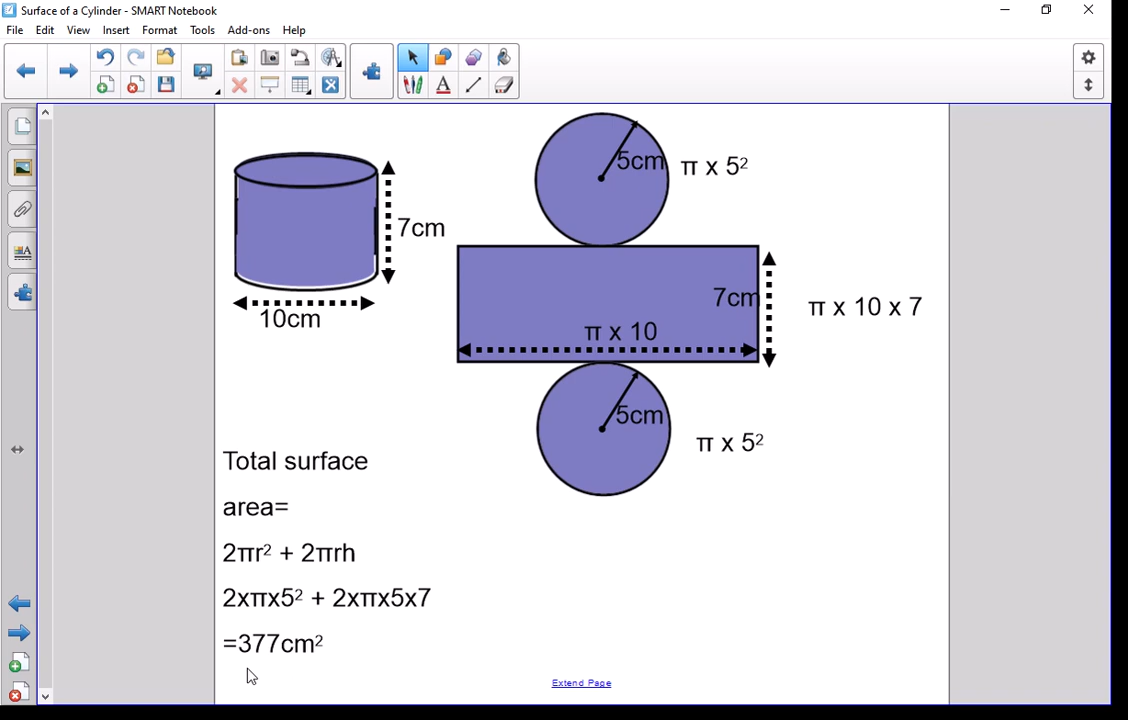 Surface of a Cylinder - SMART Notebook
File Edit View Insert Format Tools Add-ons Help
5cm
π x 5²
7cm
10cm
7cm
π x 10
π x 10 x 7
5cm
π x 5²
Total surface
area=
2πr² + 2πrh
2xπx5² + 2xπx5x7
=377cm²
Extend Page